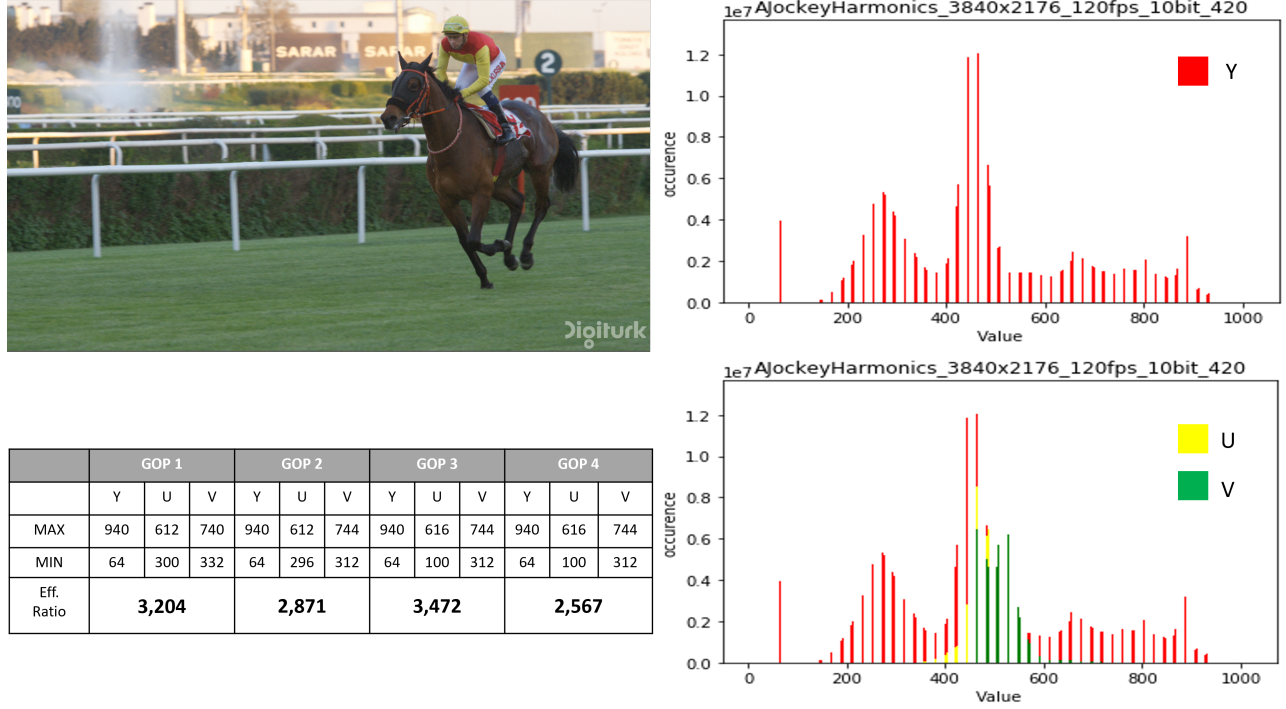 SARAR
SARAR
2
Digiturk
1e7 AJockeyHarmonics_3840x2176_120fps_10bit_420
Y
occurence
1.2
1.0
0.8
0.6
0.4
0.2
0.0
0 200 400 600 800 1000
Value
1e7 AJockeyHarmonics_3840x2176_120fps_10bit_420
U
V
occurence
1.2
1.0
0.8
0.6
0.4
0.2
0.0
0 200 400 600 800 1000
Value
GOP 1 GOP 2 GOP 3 GOP 4
Y U V Y U V Y U V Y U V
MAX 940 612 740 940 612 744 940 616 744 940 616 744
MIN 64 300 332 64 296 312 64 100 312 64 100 312
Eff.
Ratio 3,204 2,871 3,472 2,567